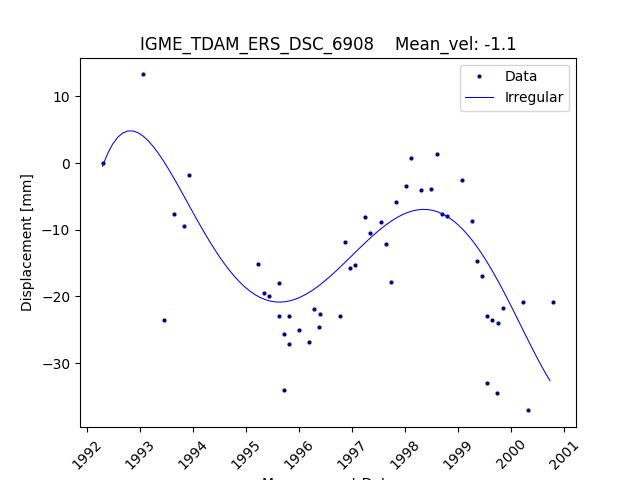 IGME_TDAM_ERS_DSC_6908    Mean_vel: -1.1
Data
Irregular
Displacement [mm]
10
0
−10
−20
−30
1992 1993 1994 1995 1996 1997 1998 1999 2000 2001